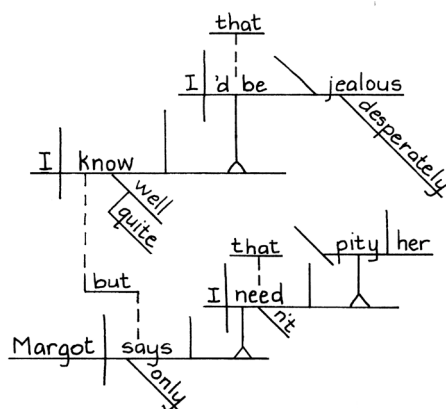 that
I 'd be jealous
desperately
I know
well
quite
that
pity her
but
I need
n't
Margot says
only